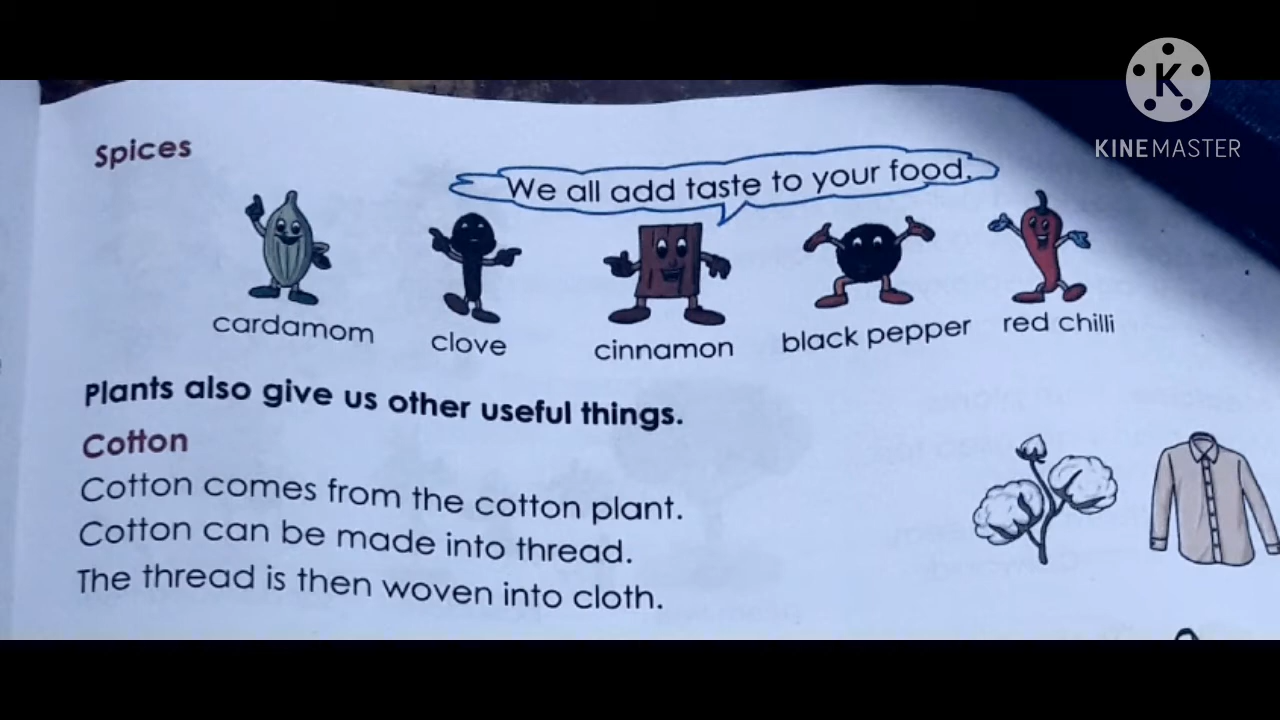 KINEMASTER
Spices
We all add taste to your food.
cardamom clove cinnamon black pepper red chilli
Plants also give us other useful things.
Cotton
Cotton comes from the cotton plant.
Cotton can be made into thread.
The thread is then woven into cloth.